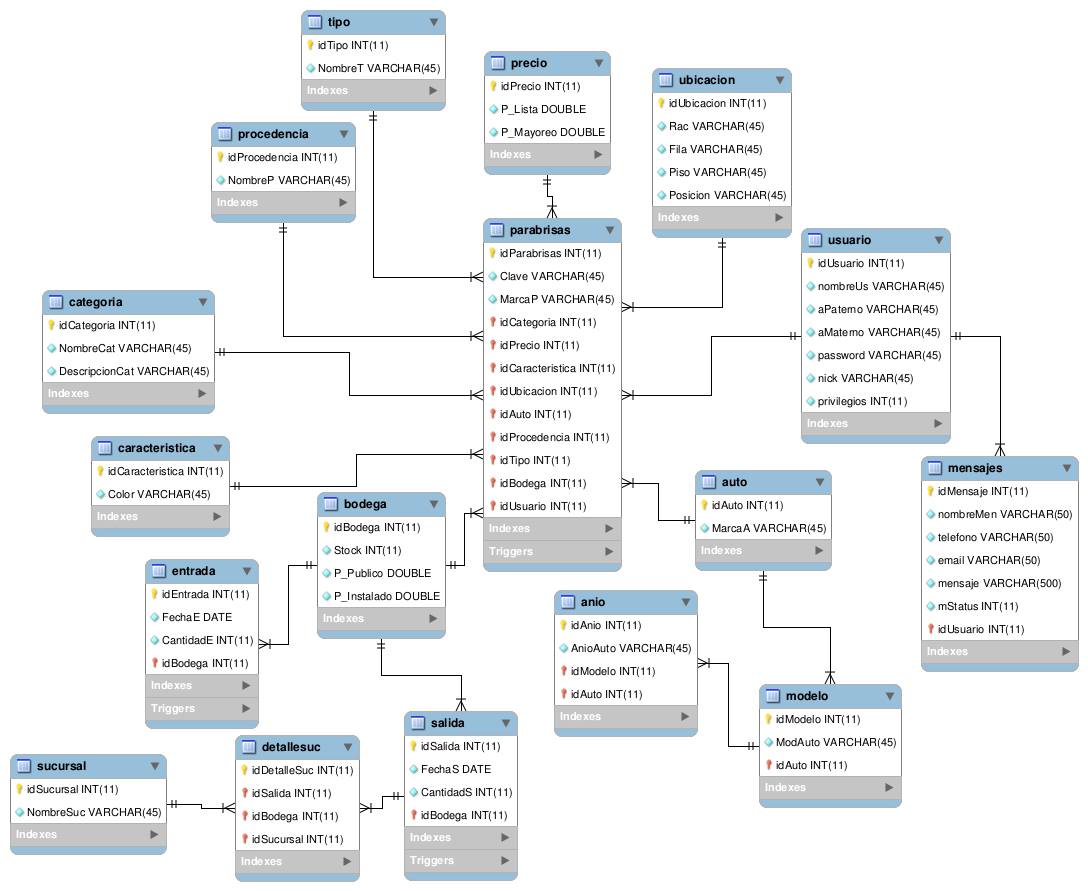 tipo
idTipo INT(11)
NombreT VARCHAR(45)
Indexes
precio
idPrecio INT(11)
P_Lista DOUBLE
P_Mayoreo DOUBLE
Indexes
ubicacion
idUbicacion INT(11)
Rac VARCHAR(45)
Fila VARCHAR(45)
Piso VARCHAR(45)
Posicion VARCHAR(45)
Indexes
procedencia
idProcedencia INT(11)
NombreP VARCHAR(45)
Indexes
parabrisas
idParabrisas INT(11)
Clave VARCHAR(45)
MarcaP VARCHAR(45)
idCategoria INT(11)
idPrecio INT(11)
idCaracteristica INT(11)
idUbicacion INT(11)
idAuto INT(11)
idProcedencia INT(11)
idTipo INT(11)
idBodega INT(11)
idUsuario INT(11)
Indexes
Triggers
usuario
idUsuario INT(11)
nombreUs VARCHAR(45)
aPaterno VARCHAR(45)
aMaterno VARCHAR(45)
password VARCHAR(45)
nick VARCHAR(45)
privilegios INT(11)
Indexes
categoria
idCategoria INT(11)
NombreCat VARCHAR(45)
DescripcionCat VARCHAR(45)
Indexes
caracteristica
idCaracteristica INT(11)
Color VARCHAR(45)
Indexes
mensajes
idMensaje INT(11)
nombreMen VARCHAR(50)
telefono VARCHAR(50)
email VARCHAR(50)
mensaje VARCHAR(500)
mStatus INT(11)
idUsuario INT(11)
Indexes
auto
idAuto INT(11)
MarcaA VARCHAR(45)
Indexes
bodega
idBodega INT(11)
Stock INT(11)
P_Publico DOUBLE
P_Instalado DOUBLE
Indexes
entrada
idEntrada INT(11)
FechaE DATE
CantidadE INT(11)
idBodega INT(11)
Indexes
Triggers
anio
idAnio INT(11)
AnioAuto VARCHAR(45)
idModelo INT(11)
idAuto INT(11)
Indexes
modelo
idModelo INT(11)
ModAuto VARCHAR(45)
idAuto INT(11)
Indexes
salida
idSalida INT(11)
FechaS DATE
CantidadS INT(11)
idBodega INT(11)
Indexes
Triggers
detallesuc
idDetalleSuc INT(11)
idSalida INT(11)
idBodega INT(11)
idSucursal INT(11)
Indexes
sucursal
idSucursal INT(11)
NombreSuc VARCHAR(45)
Indexes